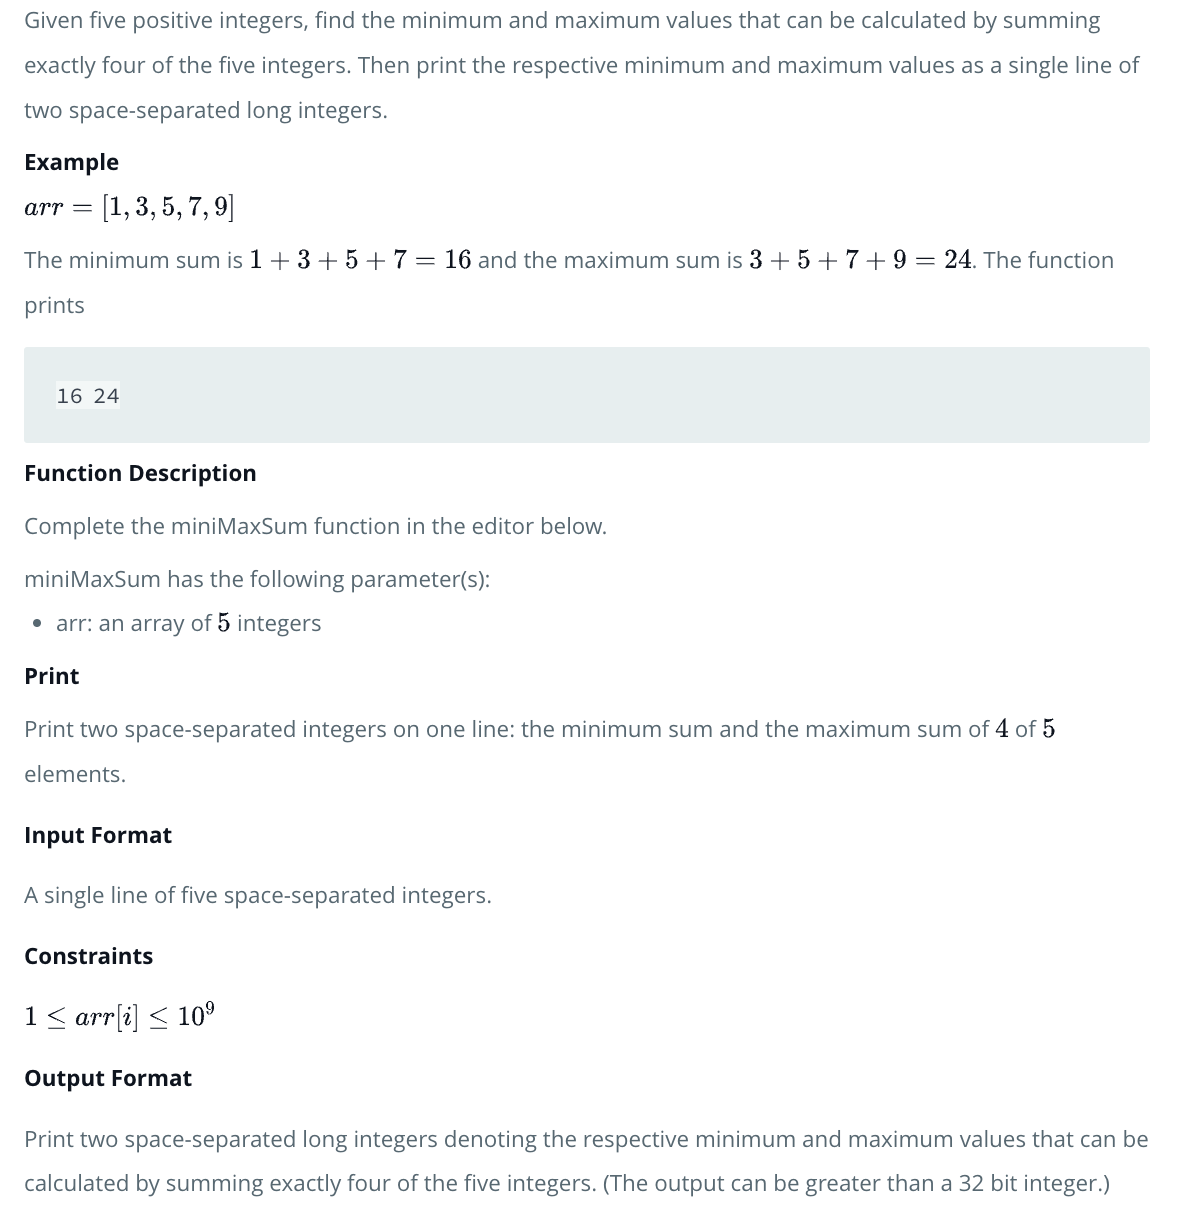 Given five positive integers, find the minimum and maximum values that can be calculated by summing
exactly four of the five integers. Then print the respective minimum and maximum values as a single line of
two space-separated long integers.
Example
arr = [1, 3, 5, 7, 9]
The minimum sum is 1 + 3 + 5 + 7 = 16 and the maximum sum is 3 + 5 + 7 + 9 = 24. The function
prints
16 24
Function Description
Complete the miniMaxSum function in the editor below.
miniMaxSum has the following parameter(s):
• arr: an array of 5 integers
Print
Print two space-separated integers on one line: the minimum sum and the maximum sum of 4 of 5
elements.
Input Format
A single line of five space-separated integers.
Constraints
1 ≤ arr[i] ≤ 10⁹
Output Format
Print two space-separated long integers denoting the respective minimum and maximum values that can be
calculated by summing exactly four of the five integers. (The output can be greater than a 32 bit integer.)